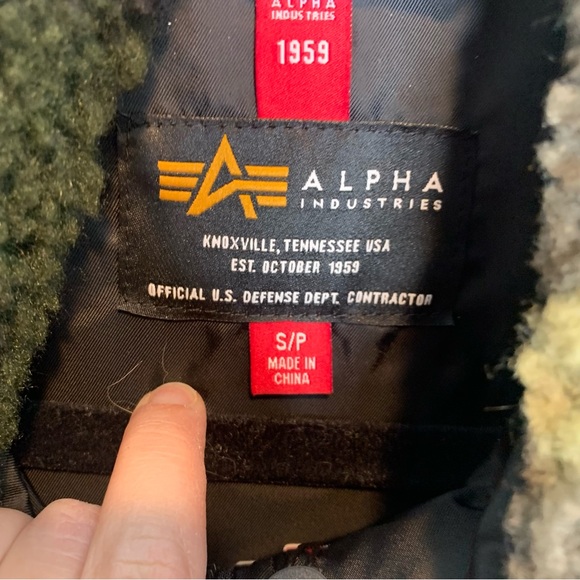 ALPHA
INDUSTRIES
1959
ALPHA
INDUSTRIES
KNOXVILLE, TENNESSEE USA
EST. OCTOBER 1959
OFFICIAL U.S. DEFENSE DEPT. CONTRACTOR
S/P
MADE IN
CHINA